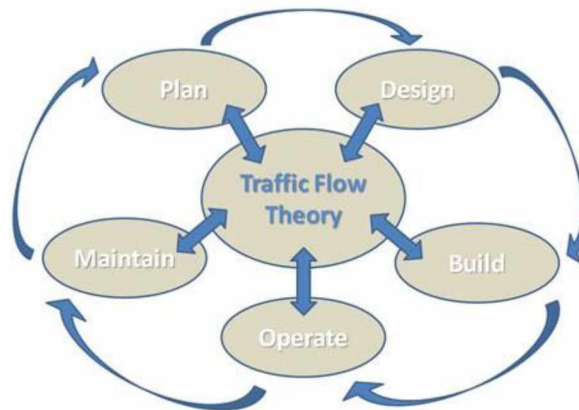 Plan
Design
Traffic Flow
Theory
Maintain
Build
Operate